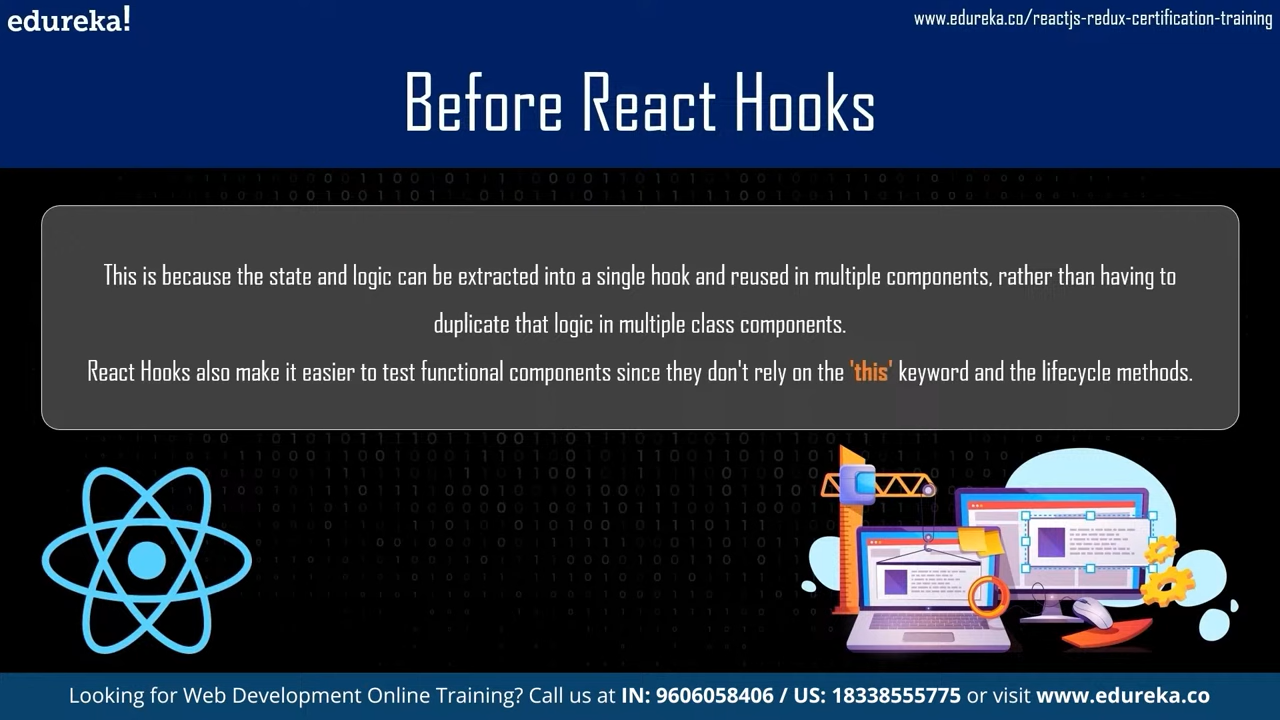 edureka!
www.edureka.co/reactjs-redux-certification-training
Before React Hooks
This is because the state and logic can be extracted into a single hook and reused in multiple components, rather than having to
duplicate that logic in multiple class components.
React Hooks also make it easier to test functional components since they don't rely on the 'this' keyword and the lifecycle methods.
Looking for Web Development Online Training? Call us at IN: 9606058406 / US: 18338555775 or visit www.edureka.co